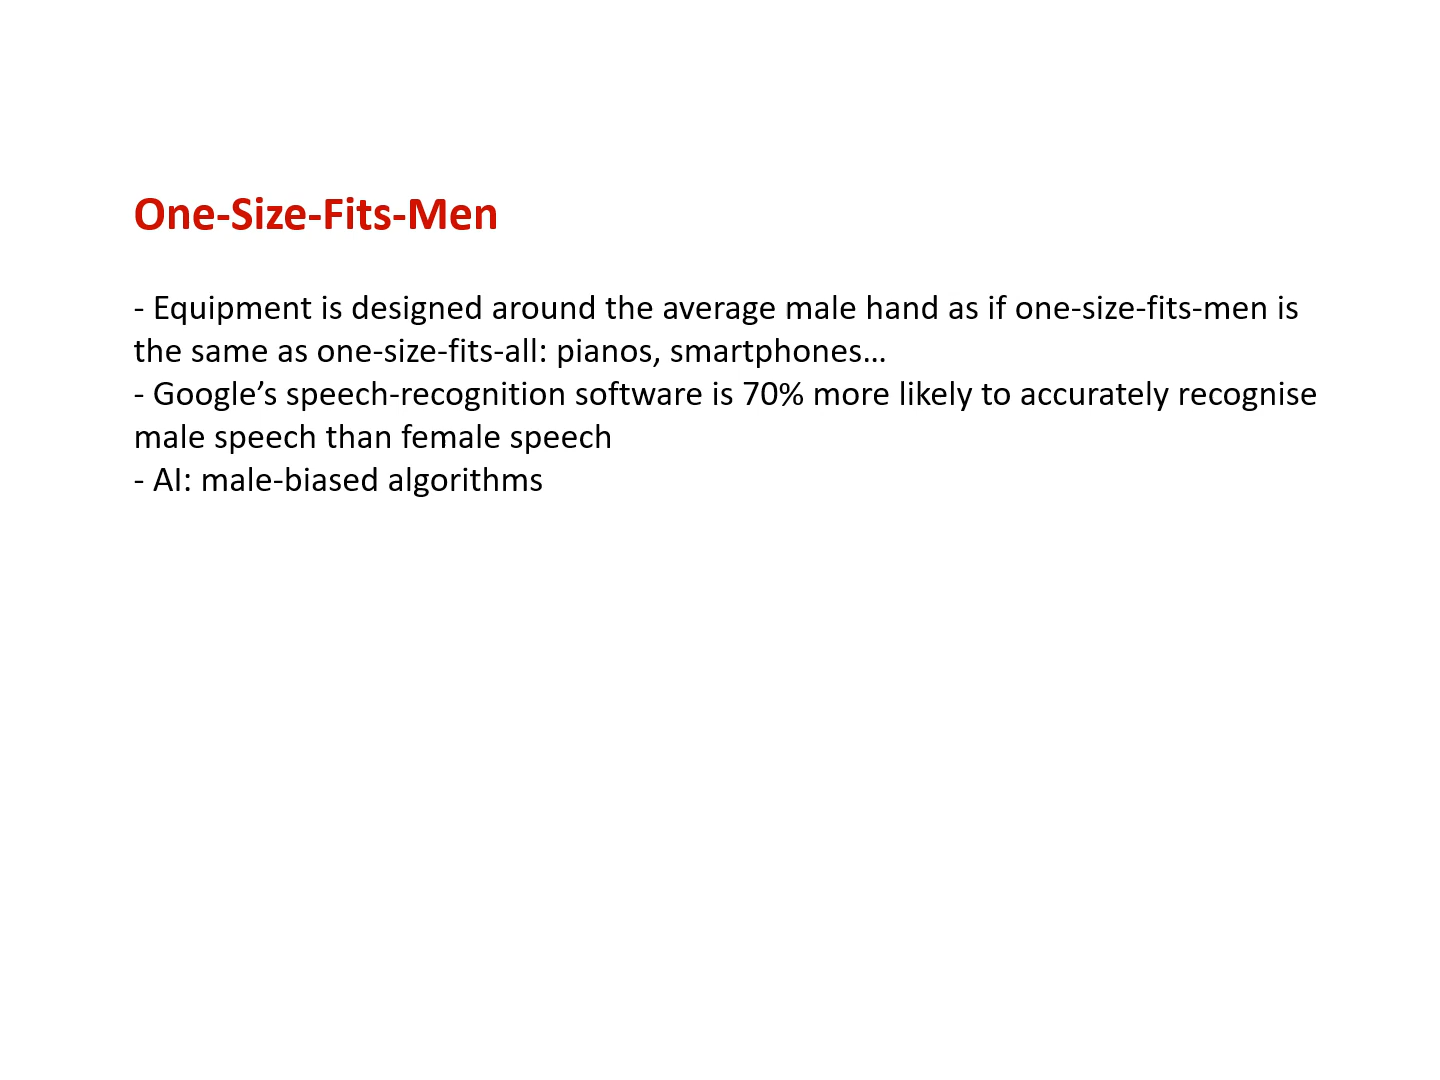 One-Size-Fits-Men
- Equipment is designed around the average male hand as if one-size-fits-men is
the same as one-size-fits-all: pianos, smartphones…
- Google’s speech-recognition software is 70% more likely to accurately recognise
male speech than female speech
- AI: male-biased algorithms